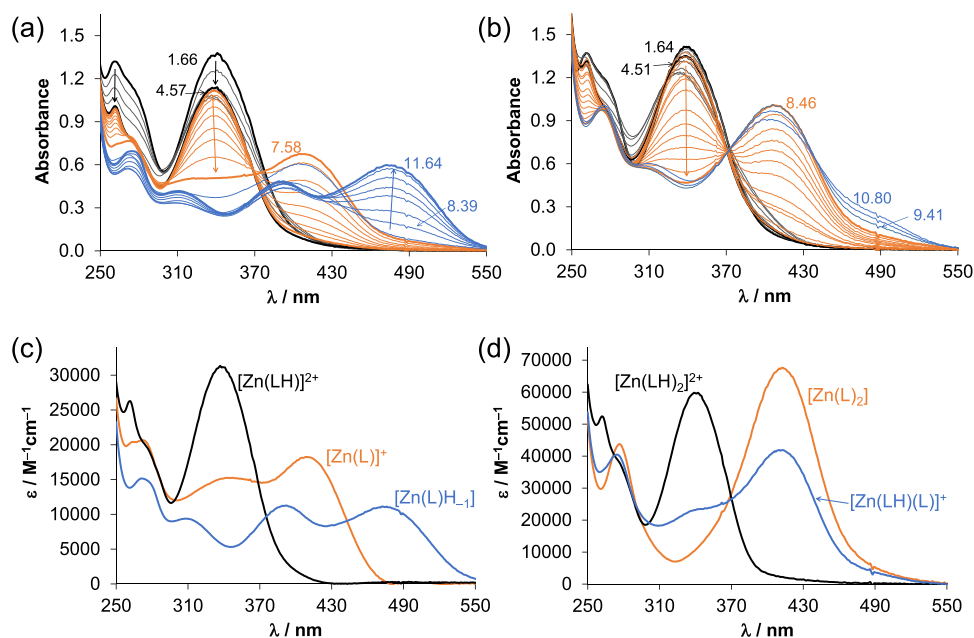 (a)
Absorbance
1.5
1.2
0.9
0.6
0.3
0.0
1.66
4.57
7.58
11.64
8.39
250 310 370 430 490 550
λ / nm
(b)
Absorbance
1.5
1.2
0.9
0.6
0.3
0.0
1.64
4.51
8.46
10.80
9.41
250 310 370 430 490 550
λ / nm
(c)
ε / M⁻¹cm⁻¹
30000
25000
20000
15000
10000
5000
0
[Zn(LH)]²⁺
[Zn(L)]⁺
[Zn(L)H₋₁]
250 310 370 430 490 550
λ / nm
(d)
ε / M⁻¹cm⁻¹
70000
60000
50000
40000
30000
20000
10000
0
[Zn(LH)₂]²⁺
[Zn(L)₂]
[Zn(LH)(L)]⁺
250 310 370 430 490 550
λ / nm